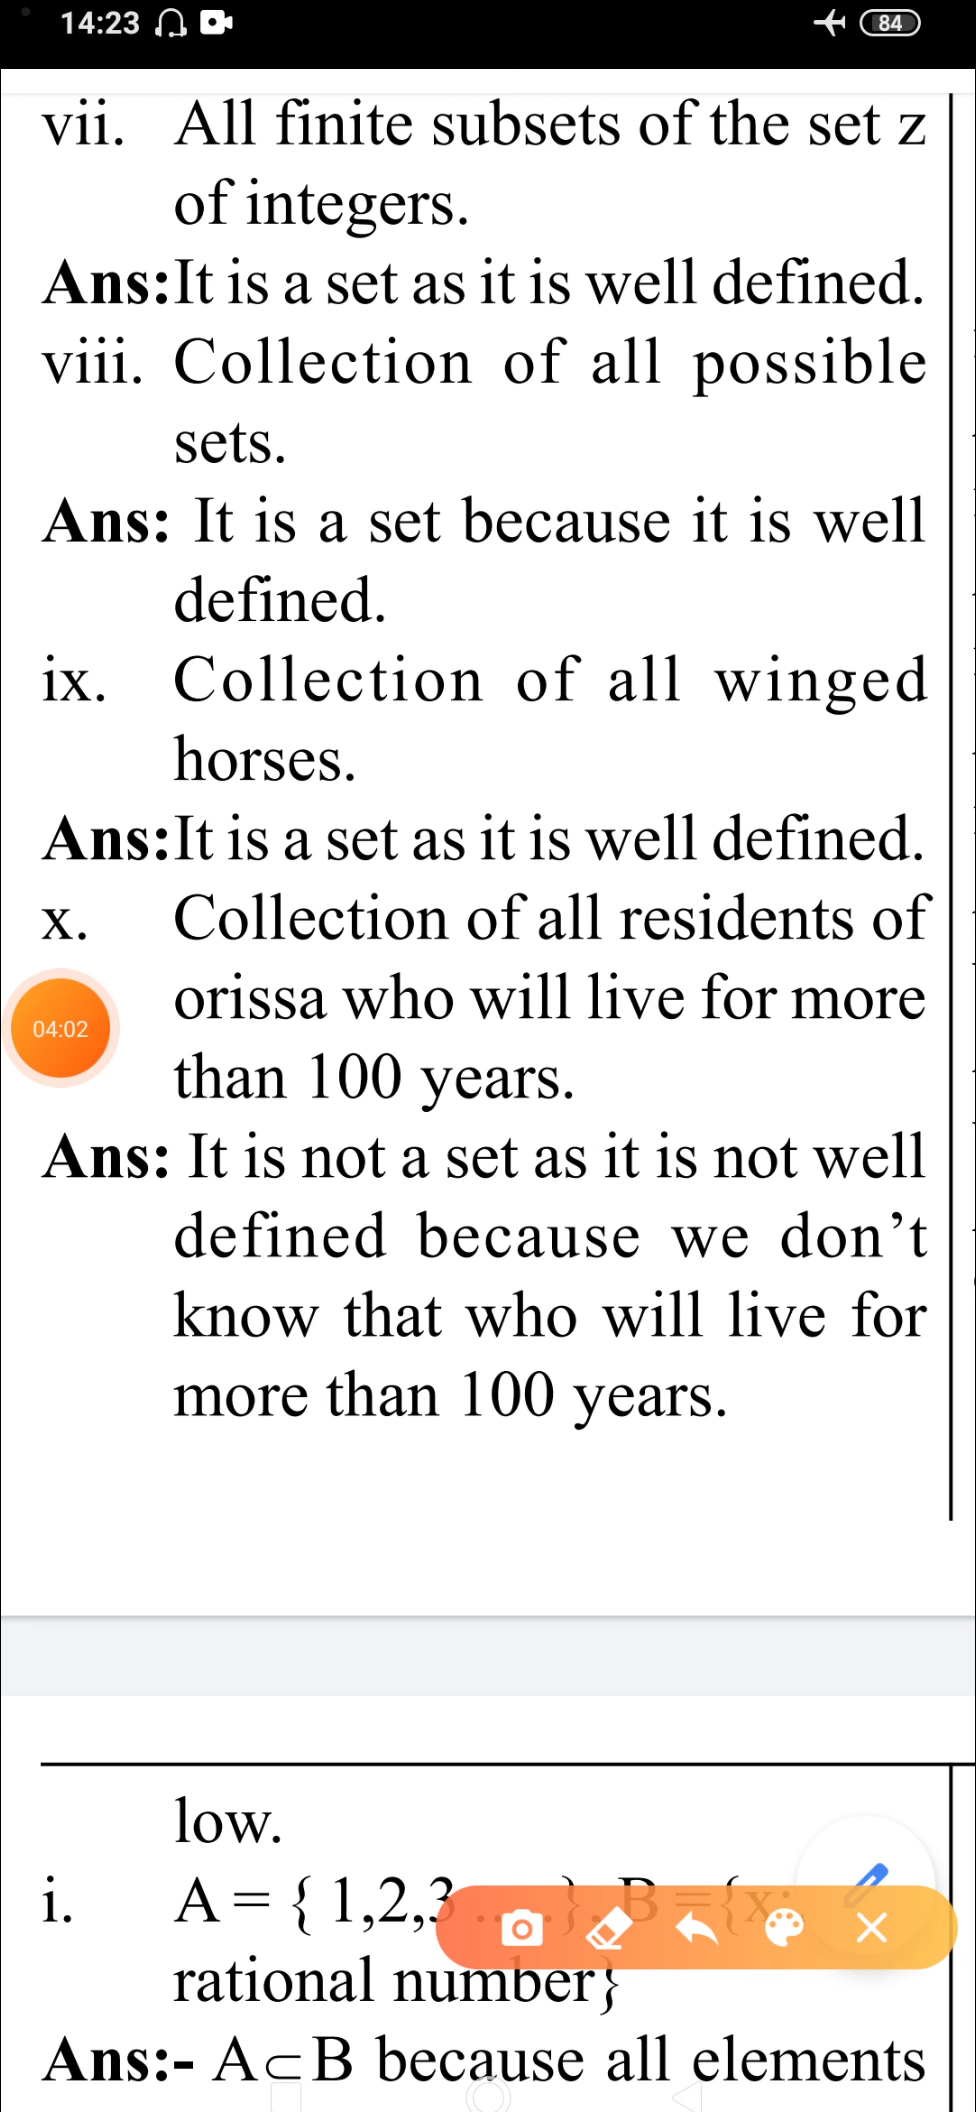 14:23
84
vii. All finite subsets of the set z
of integers.
Ans:It is a set as it is well defined.
viii. Collection of all possible
sets.
Ans: It is a set because it is well
defined.
ix. Collection of all winged
horses.
Ans:It is a set as it is well defined.
x. Collection of all residents of
orissa who will live for more
04:02
than 100 years.
Ans: It is not a set as it is not well
defined because we don’t
know that who will live for
more than 100 years.
low.
i. A = { 1,2,3 .....}, B = {x:
rational number}
Ans:- A⊂B because all elements